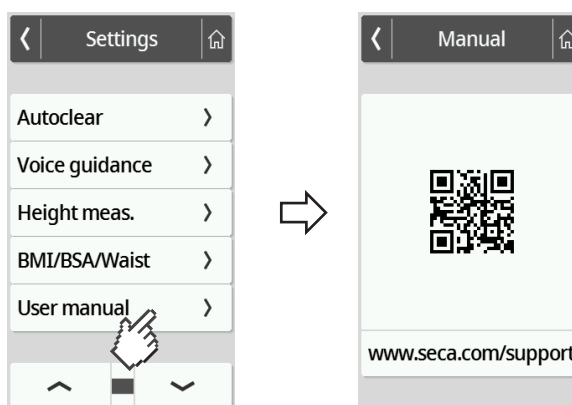 Settings
Autoclear
Voice guidance
Height meas.
BMI/BSA/Waist
User manual
Manual
www.seca.com/support